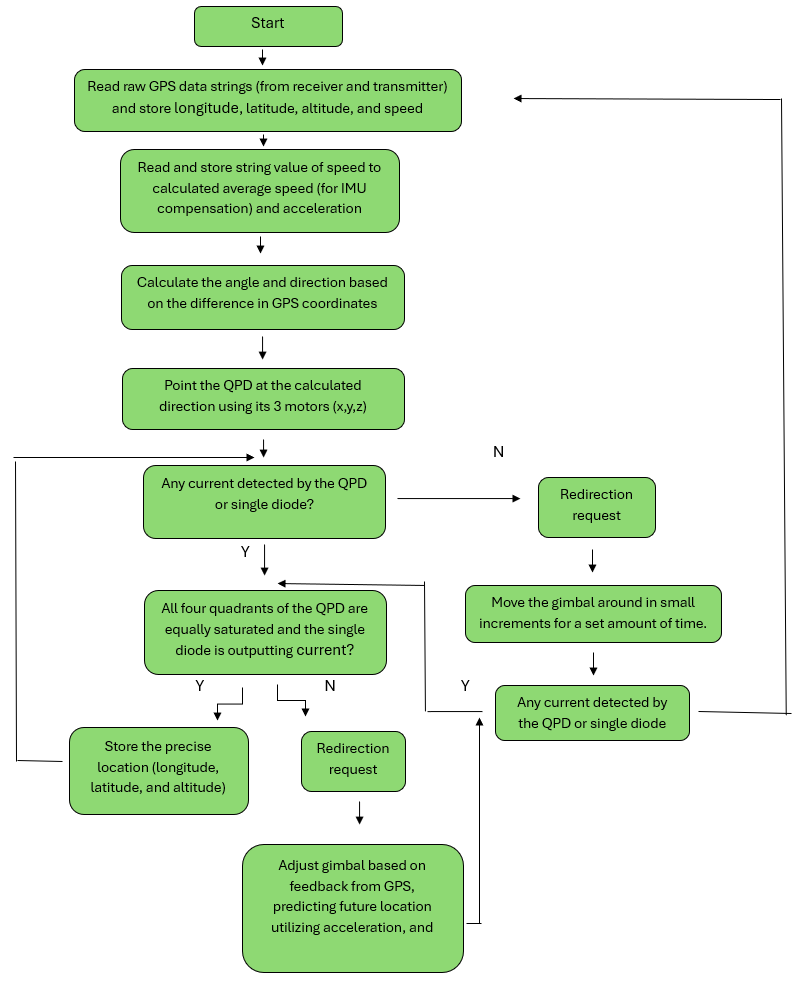 Start
Read raw GPS data strings (from receiver and transmitter)
and store longitude, latitude, altitude, and speed
Read and store string value of speed to
calculated average speed (for IMU
compensation) and acceleration
Calculate the angle and direction based
on the difference in GPS coordinates
Point the QPD at the calculated
direction using its 3 motors (x,y,z)
N
Any current detected by the QPD
or single diode?
Redirection
request
Y
All four quadrants of the QPD are
equally saturated and the single
diode is outputting current?
Move the gimbal around in small
increments for a set amount of time.
Y
N
Y
Any current detected by
the QPD or single diode
Store the precise
location (longitude,
latitude, and altitude)
Redirection
request
Adjust gimbal based on
feedback from GPS,
predicting future location
utilizing acceleration, and